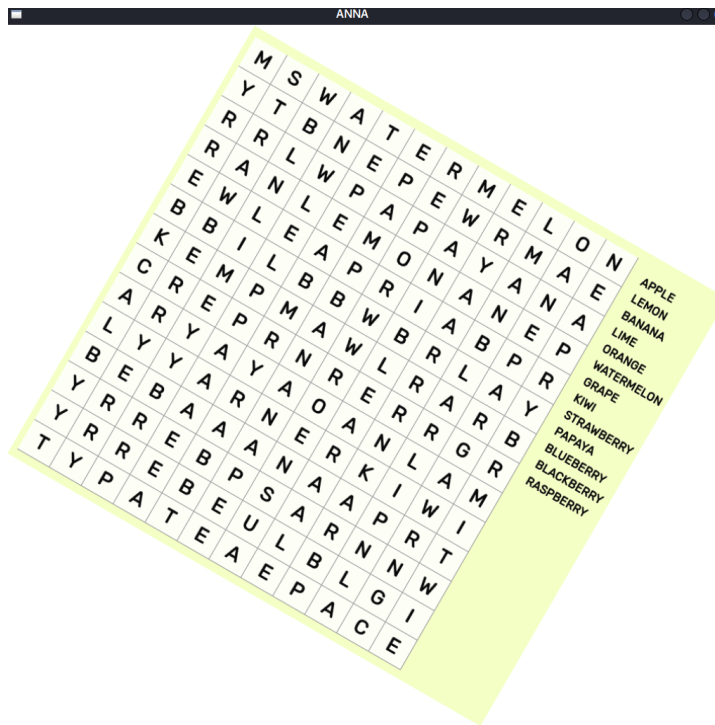 ANNA
M S W A T E R M E L O N
Y T B N E P E W R M A E
R R L W P A P A Y A N A
R A N L E M O N A N E P
E W L E A P R I A B P R
B B I L B B W B R L A Y
K E M P M A W L R A R B
C R E P R N R E R R G R
A R Y A Y A O A N L A M
L Y Y A R N E R K I W I
B E B A A A N A A P R T
Y R R E B P S A R N N W
Y R R E B E U L B L G I
T Y P A T E A E P A C E
APPLE
LEMON
BANANA
LIME
ORANGE
WATERMELON
GRAPE
KIWI
STRAWBERRY
PAPAYA
BLUEBERRY
BLACKBERRY
RASPBERRY